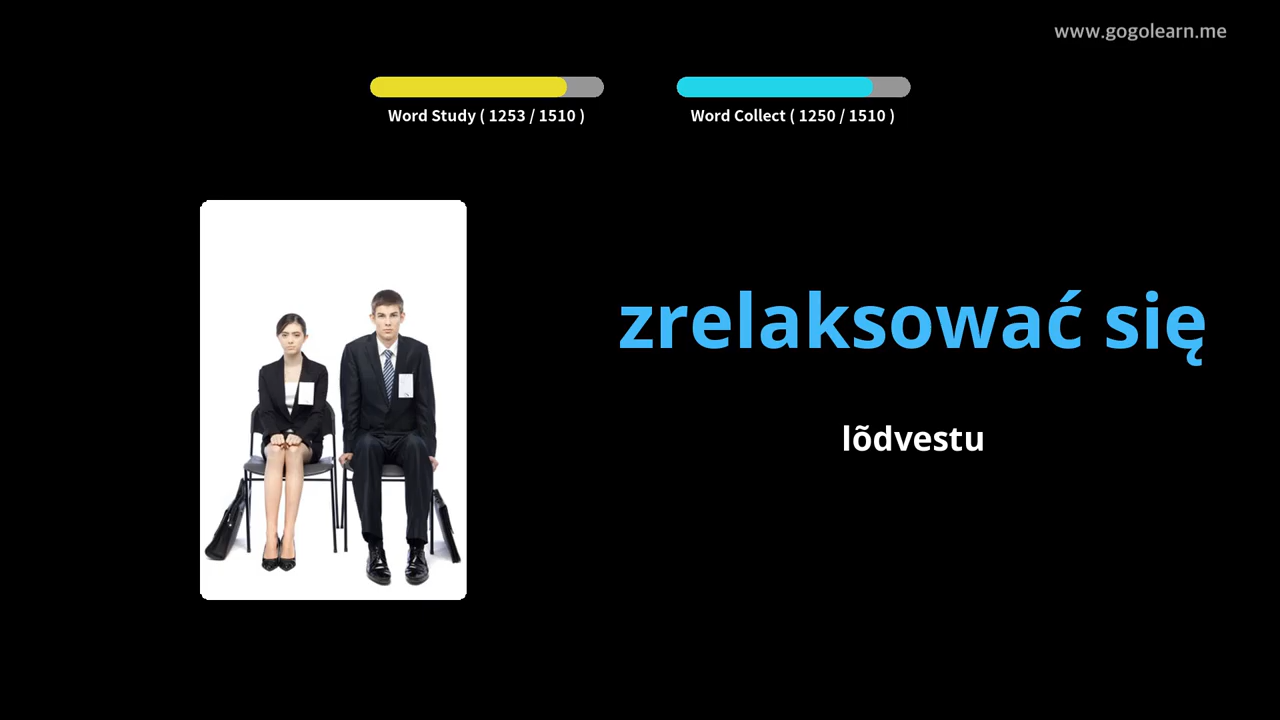 www.gogolearn.me
Word Study ( 1253 / 1510 )
Word Collect ( 1250 / 1510 )
zrelaksować się
lõdvestu